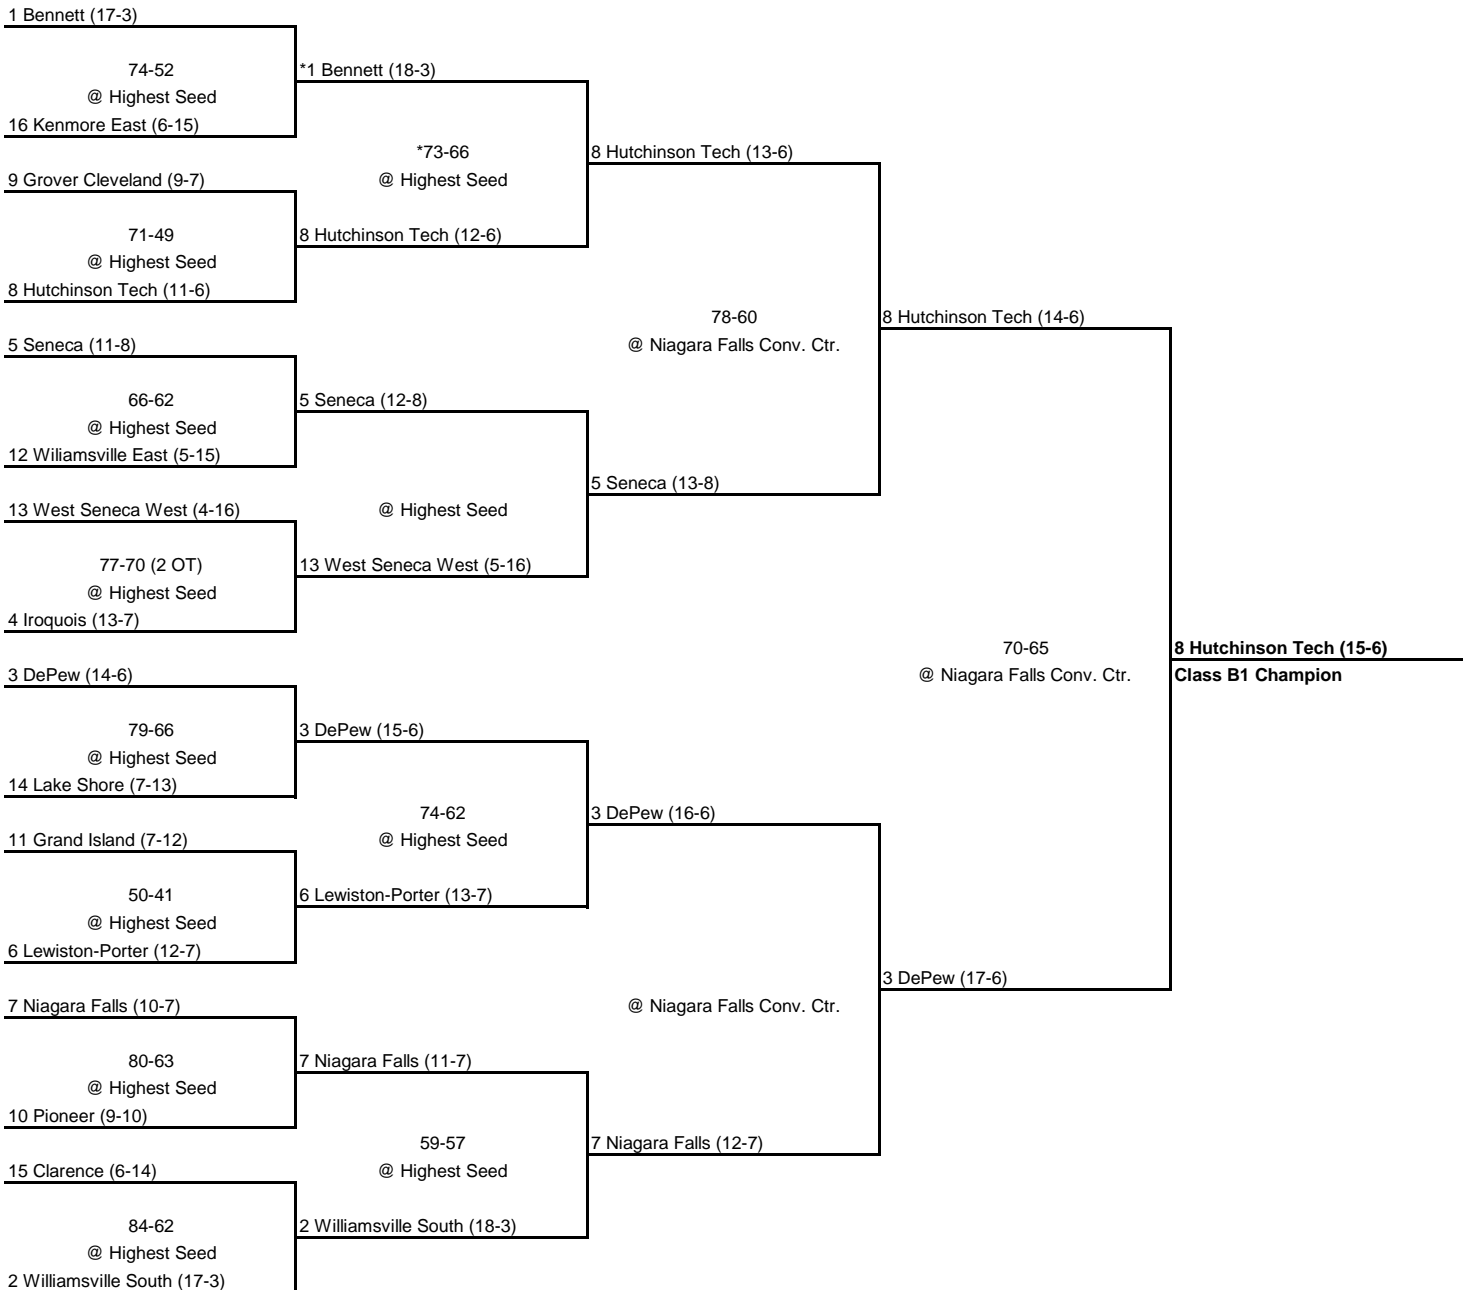 1 Bennett (17-3)
74-52
@ Highest Seed
16 Kenmore East (6-15)
9 Grover Cleveland (9-7)
71-49
@ Highest Seed
8 Hutchinson Tech (11-6)
5 Seneca (11-8)
66-62
@ Highest Seed
12 Wiliamsville East (5-15)
13 West Seneca West (4-16)
77-70 (2 OT)
@ Highest Seed
4 Iroquois (13-7)
3 DePew (14-6)
79-66
@ Highest Seed
14 Lake Shore (7-13)
11 Grand Island (7-12)
50-41
@ Highest Seed
6 Lewiston-Porter (12-7)
7 Niagara Falls (10-7)
80-63
@ Highest Seed
10 Pioneer (9-10)
15 Clarence (6-14)
84-62
@ Highest Seed
2 Williamsville South (17-3)
*1 Bennett (18-3)
*73-66
@ Highest Seed
8 Hutchinson Tech (12-6)
5 Seneca (12-8)
@ Highest Seed
13 West Seneca West (5-16)
3 DePew (15-6)
74-62
@ Highest Seed
6 Lewiston-Porter (13-7)
7 Niagara Falls (11-7)
59-57
@ Highest Seed
2 Williamsville South (18-3)
8 Hutchinson Tech (13-6)
78-60
@ Niagara Falls Conv. Ctr.
5 Seneca (13-8)
3 DePew (16-6)
@ Niagara Falls Conv. Ctr.
7 Niagara Falls (12-7)
8 Hutchinson Tech (14-6)
70-65
@ Niagara Falls Conv. Ctr.
3 DePew (17-6)
8 Hutchinson Tech (15-6)
Class B1 Champion